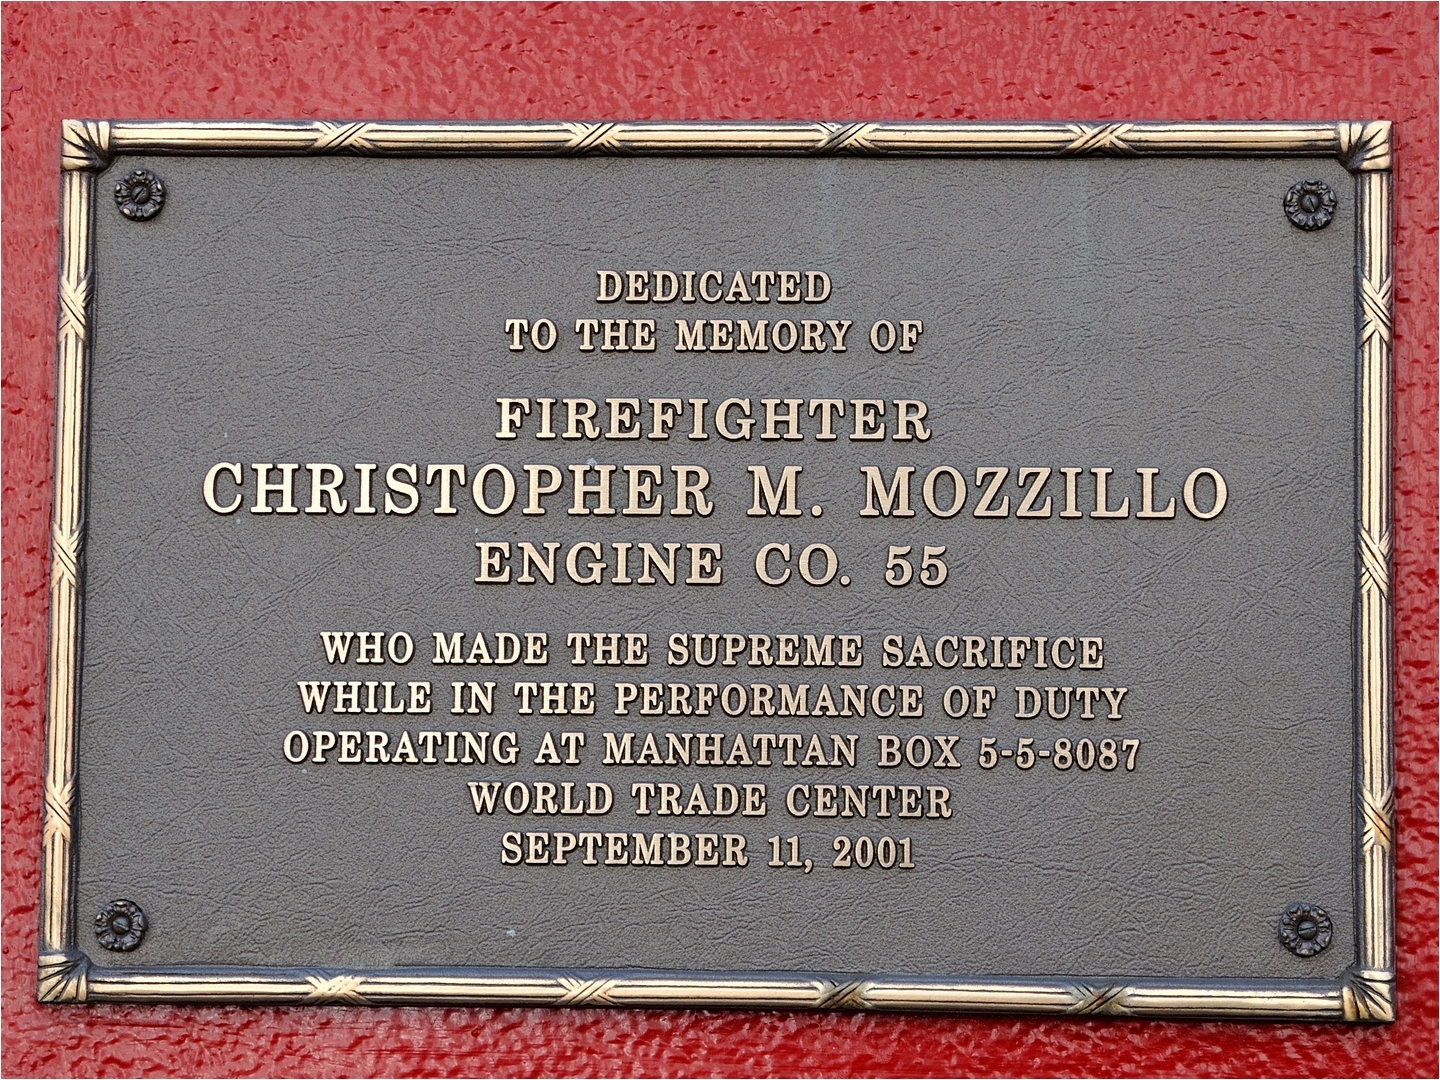 DEDICATED
TO THE MEMORY OF
FIREFIGHTER
CHRISTOPHER M. MOZZILLO
ENGINE CO. 55
WHO MADE THE SUPREME SACRIFICE
WHILE IN THE PERFORMANCE OF DUTY
OPERATING AT MANHATTAN BOX 5-5-8087
WORLD TRADE CENTER
SEPTEMBER 11, 2001